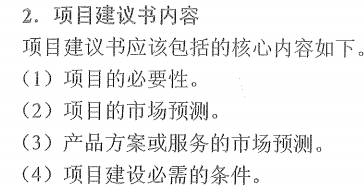 2．项目建议书内容
项目建议书应该包括的核心内容如下。
（1）项目的必要性。
（2）项目的市场预测。
（3）产品方案或服务的市场预测。
（4）项目建设必需的条件。